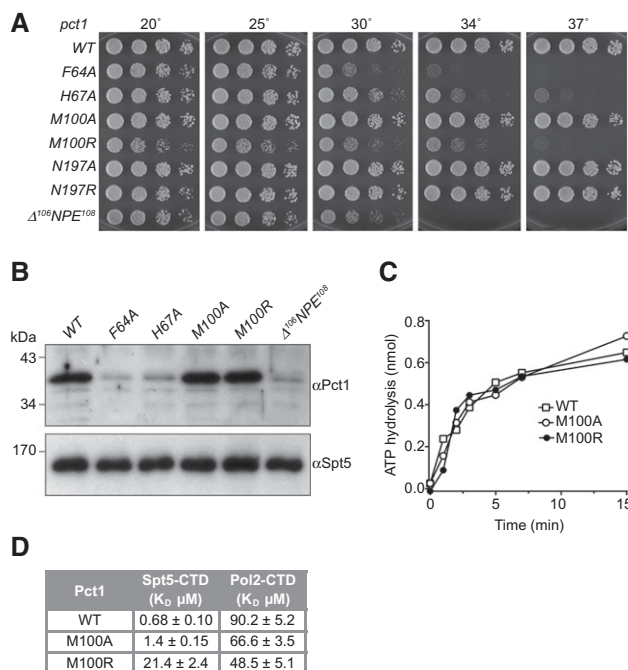 A
pct1 20° 25° 30° 34° 37°
WT
F64A
H67A
M100A
M100R
N197A
N197R
Δ¹⁰⁶NPE¹⁰⁸
B
WT F64A H67A M100A M100R Δ¹⁰⁶NPE¹⁰⁸
kDa
43
34
αPct1
170
αSpt5
C
ATP hydrolysis (nmol)
0.8
0.6
0.4
0.2
0.0
WT
M100A
M100R
0 5 10 15
Time (min)
D
Pct1 Spt5-CTD (K_D µM) Pol2-CTD (K_D µM)
WT 0.68 ± 0.10 90.2 ± 5.2
M100A 1.4 ± 0.15 66.6 ± 3.5
M100R 21.4 ± 2.4 48.5 ± 5.1